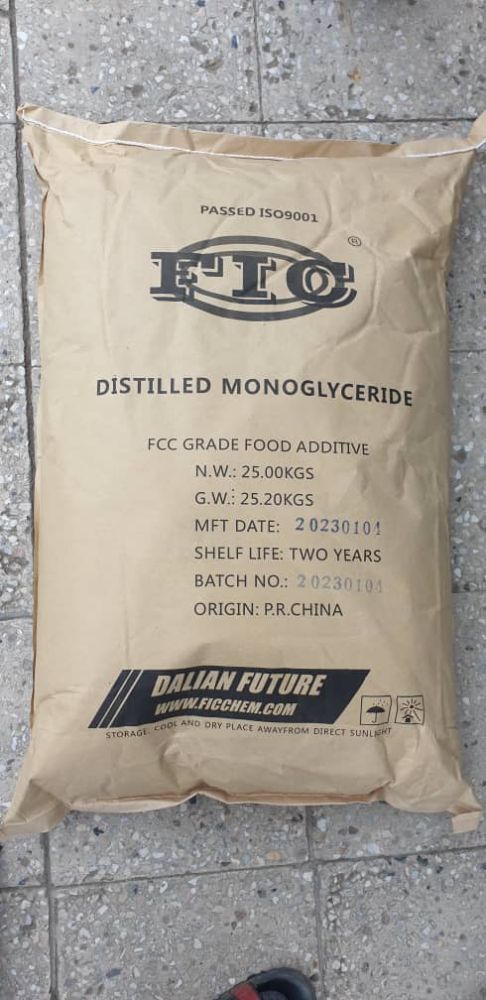 PASSED ISO9001
FIC ®
DISTILLED MONOGLYCERIDE
FCC GRADE FOOD ADDITIVE
N.W.: 25.00KGS
G.W.: 25.20KGS
MFT DATE: 20230104
SHELF LIFE: TWO YEARS
BATCH NO.: 20230104
ORIGIN: P.R.CHINA
DALIAN FUTURE
WWW.FICCHEM.COM
STORAGE: COOL AND DRY PLACE AWAYFROM DIRECT SUNLIGHT